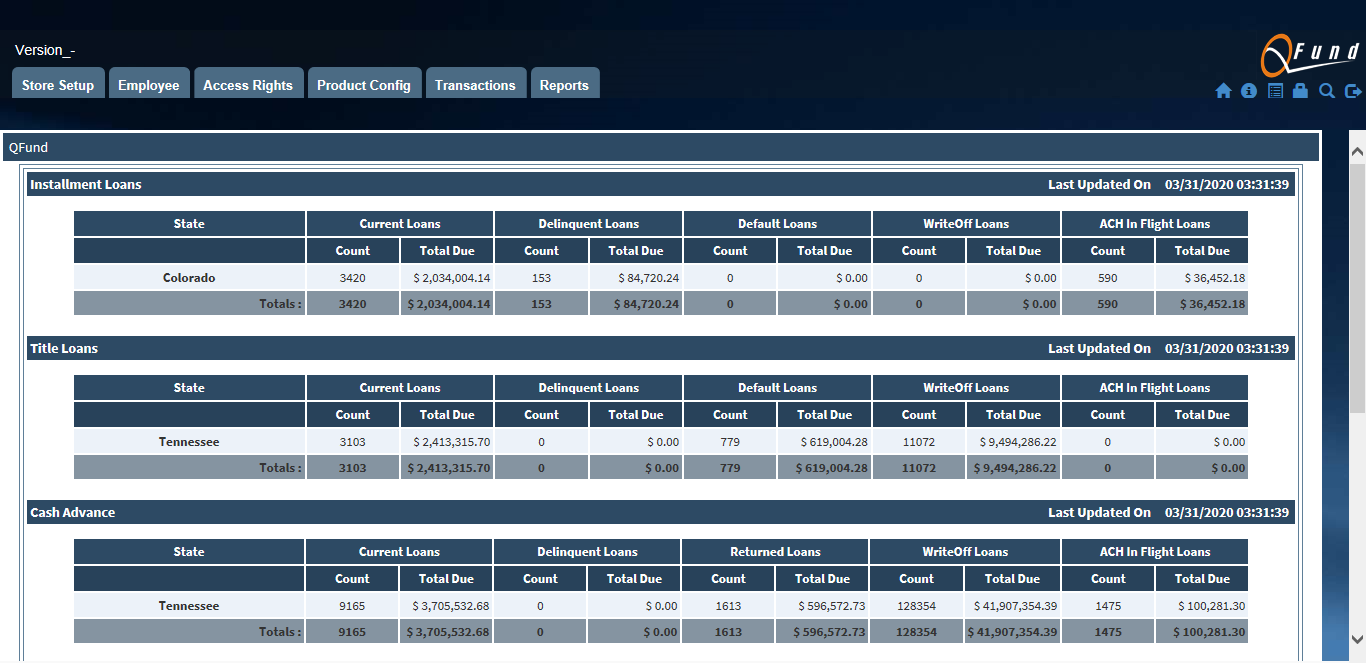 Version_-
QFund
Store Setup Employee Access Rights Product Config Transactions Reports
QFund
Installment Loans Last Updated On 03/31/2020 03:31:39
State Current Loans Delinquent Loans Default Loans WriteOff Loans ACH In Flight Loans
Count Total Due Count Total Due Count Total Due Count Total Due Count Total Due
Colorado 3420 $ 2,034,004.14 153 $ 84,720.24 0 $ 0.00 0 $ 0.00 590 $ 36,452.18
Totals : 3420 $ 2,034,004.14 153 $ 84,720.24 0 $ 0.00 0 $ 0.00 590 $ 36,452.18
Title Loans Last Updated On 03/31/2020 03:31:39
State Current Loans Delinquent Loans Default Loans WriteOff Loans ACH In Flight Loans
Count Total Due Count Total Due Count Total Due Count Total Due Count Total Due
Tennessee 3103 $ 2,413,315.70 0 $ 0.00 779 $ 619,004.28 11072 $ 9,494,286.22 0 $ 0.00
Totals : 3103 $ 2,413,315.70 0 $ 0.00 779 $ 619,004.28 11072 $ 9,494,286.22 0 $ 0.00
Cash Advance Last Updated On 03/31/2020 03:31:39
State Current Loans Delinquent Loans Returned Loans WriteOff Loans ACH In Flight Loans
Count Total Due Count Total Due Count Total Due Count Total Due Count Total Due
Tennessee 9165 $ 3,705,532.68 0 $ 0.00 1613 $ 596,572.73 128354 $ 41,907,354.39 1475 $ 100,281.30
Totals : 9165 $ 3,705,532.68 0 $ 0.00 1613 $ 596,572.73 128354 $ 41,907,354.39 1475 $ 100,281.30